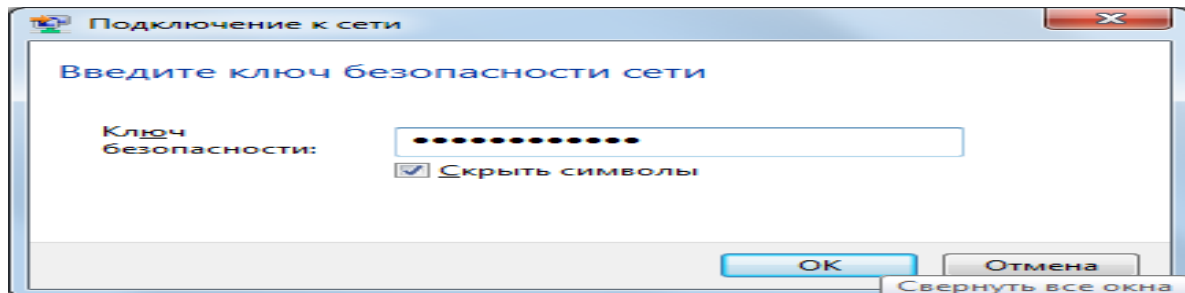 Подключение к сети
Введите ключ безопасности сети
Ключ
безопасности:
●●●●●●●●●●●●
Скрыть символы
OK
Отмена
Свернуть все окна